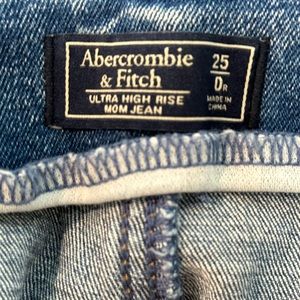 Abercrombie
& Fitch
ULTRA HIGH RISE
MOM JEAN
25
0R
MADE IN
CHINA